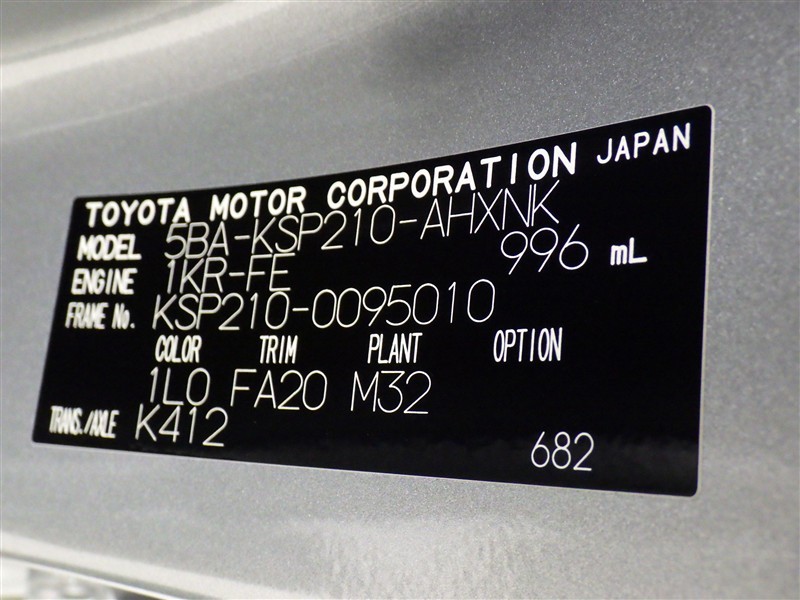 TOYOTA MOTOR CORPORATION JAPAN
MODEL 5BA-KSP210-AHXNK
ENGINE 1KR-FE 996 mL
FRAME No. KSP210-0095010
COLOR TRIM PLANT OPTION
1L0 FA20 M32
TRANS./AXLE K412 682